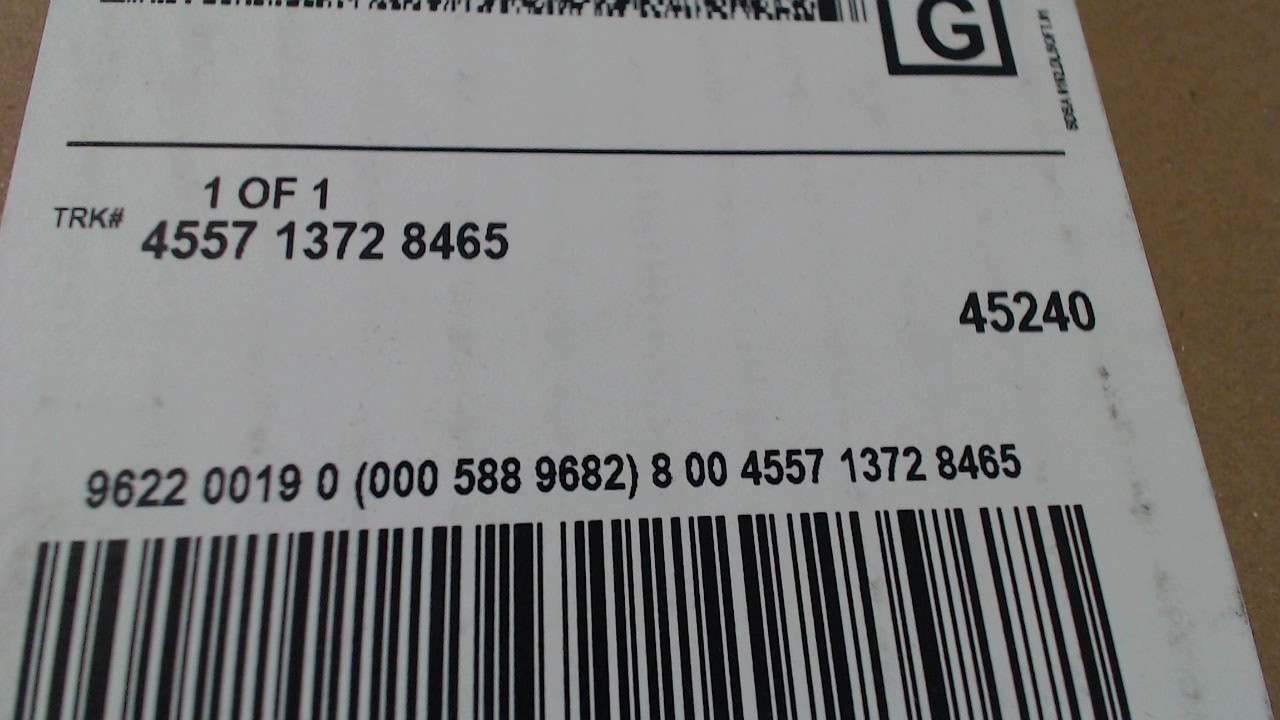 G
1 OF 1
TRK#
4557 1372 8465
45240
9622 0019 0 (000 588 9682) 8 00 4557 1372 8465